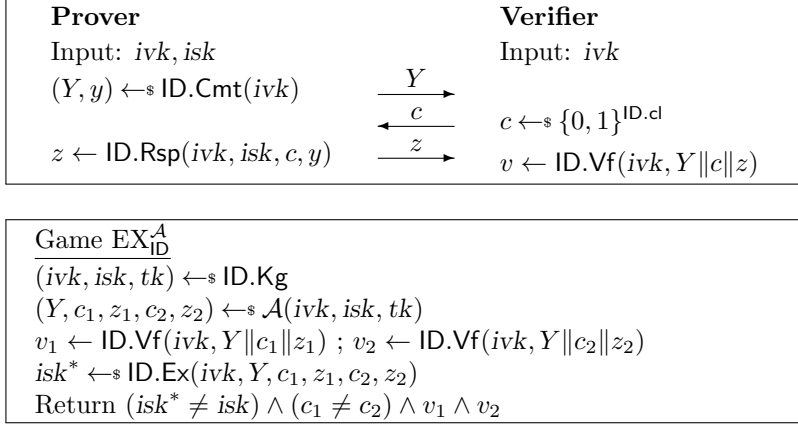 Prover Verifier
Input: ivk, isk Input: ivk
(Y, y) ←$ ID.Cmt(ivk) Y
c c ←$ {0, 1}^ID.cl
z ← ID.Rsp(ivk, isk, c, y) z v ← ID.Vf(ivk, Y‖c‖z)
Game EX^𝒜_ID
(ivk, isk, tk) ←$ ID.Kg
(Y, c₁, z₁, c₂, z₂) ←$ 𝒜(ivk, isk, tk)
v₁ ← ID.Vf(ivk, Y‖c₁‖z₁) ; v₂ ← ID.Vf(ivk, Y‖c₂‖z₂)
isk* ←$ ID.Ex(ivk, Y, c₁, z₁, c₂, z₂)
Return (isk* ≠ isk) ∧ (c₁ ≠ c₂) ∧ v₁ ∧ v₂